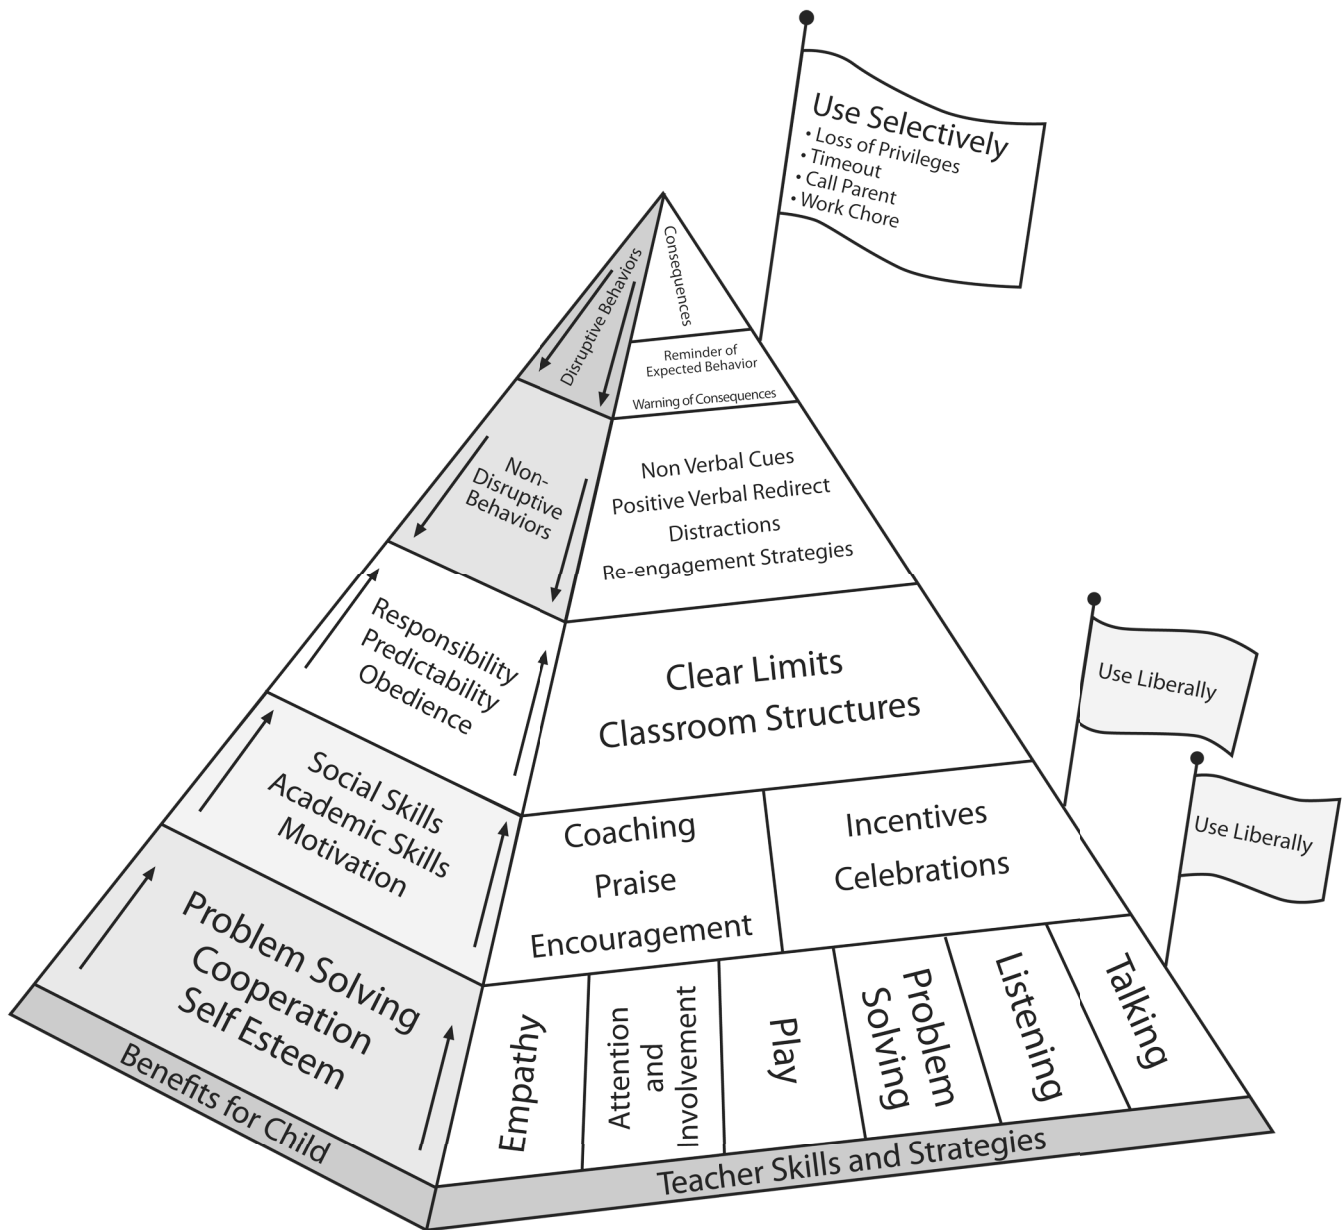 Use Selectively
• Loss of Privileges
• Timeout
• Call Parent
• Work Chore
Disruptive Behaviors
Consequences
Reminder of
Expected Behavior
Warning of Consequences
Non-
Disruptive
Behaviors
Non Verbal Cues
Positive Verbal Redirect
Distractions
Re-engagement Strategies
Responsibility
Predictability
Obedience
Clear Limits
Classroom Structures
Use Liberally
Social Skills
Academic Skills
Motivation
Coaching
Praise
Encouragement
Incentives
Celebrations
Use Liberally
Problem Solving
Cooperation
Self Esteem
Empathy
Attention
and
Involvement
Play
Problem
Solving
Listening
Talking
Benefits for Child
Teacher Skills and Strategies